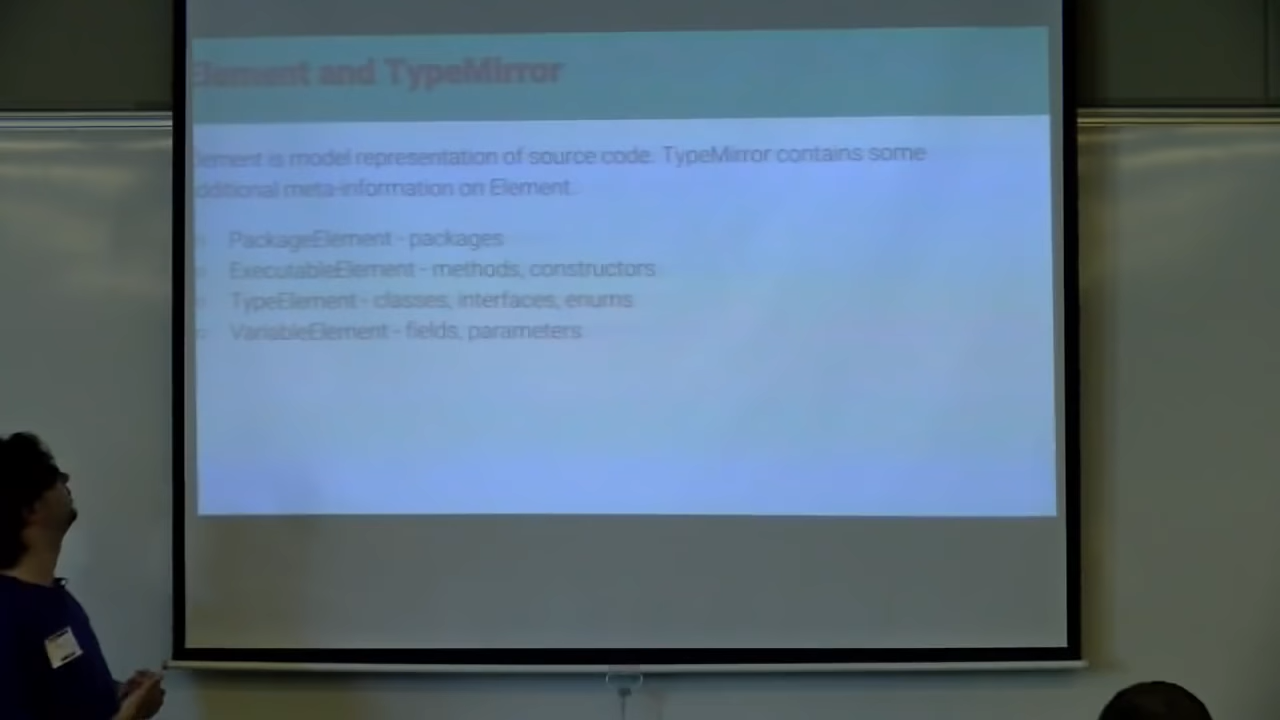 Element and TypeMirror
Element is model representation of source code. TypeMirror contains some
additional meta-information on Element.
PackageElement - packages
ExecutableElement - methods, constructors
TypeElement - classes, interfaces, enums
VariableElement - fields, parameters